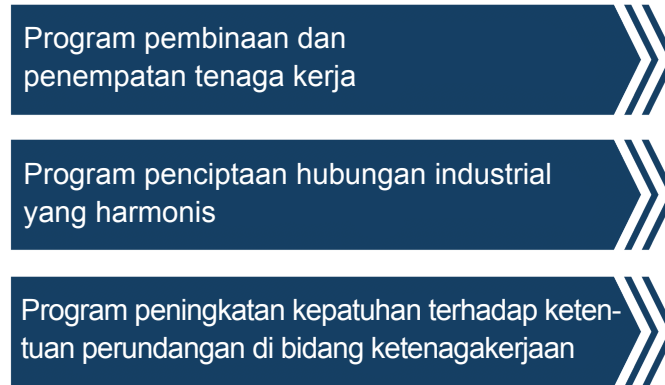 Program pembinaan dan
penempatan tenaga kerja
Program penciptaan hubungan industrial
yang harmonis
Program peningkatan kepatuhan terhadap keten-
tuan perundangan di bidang ketenagakerjaan